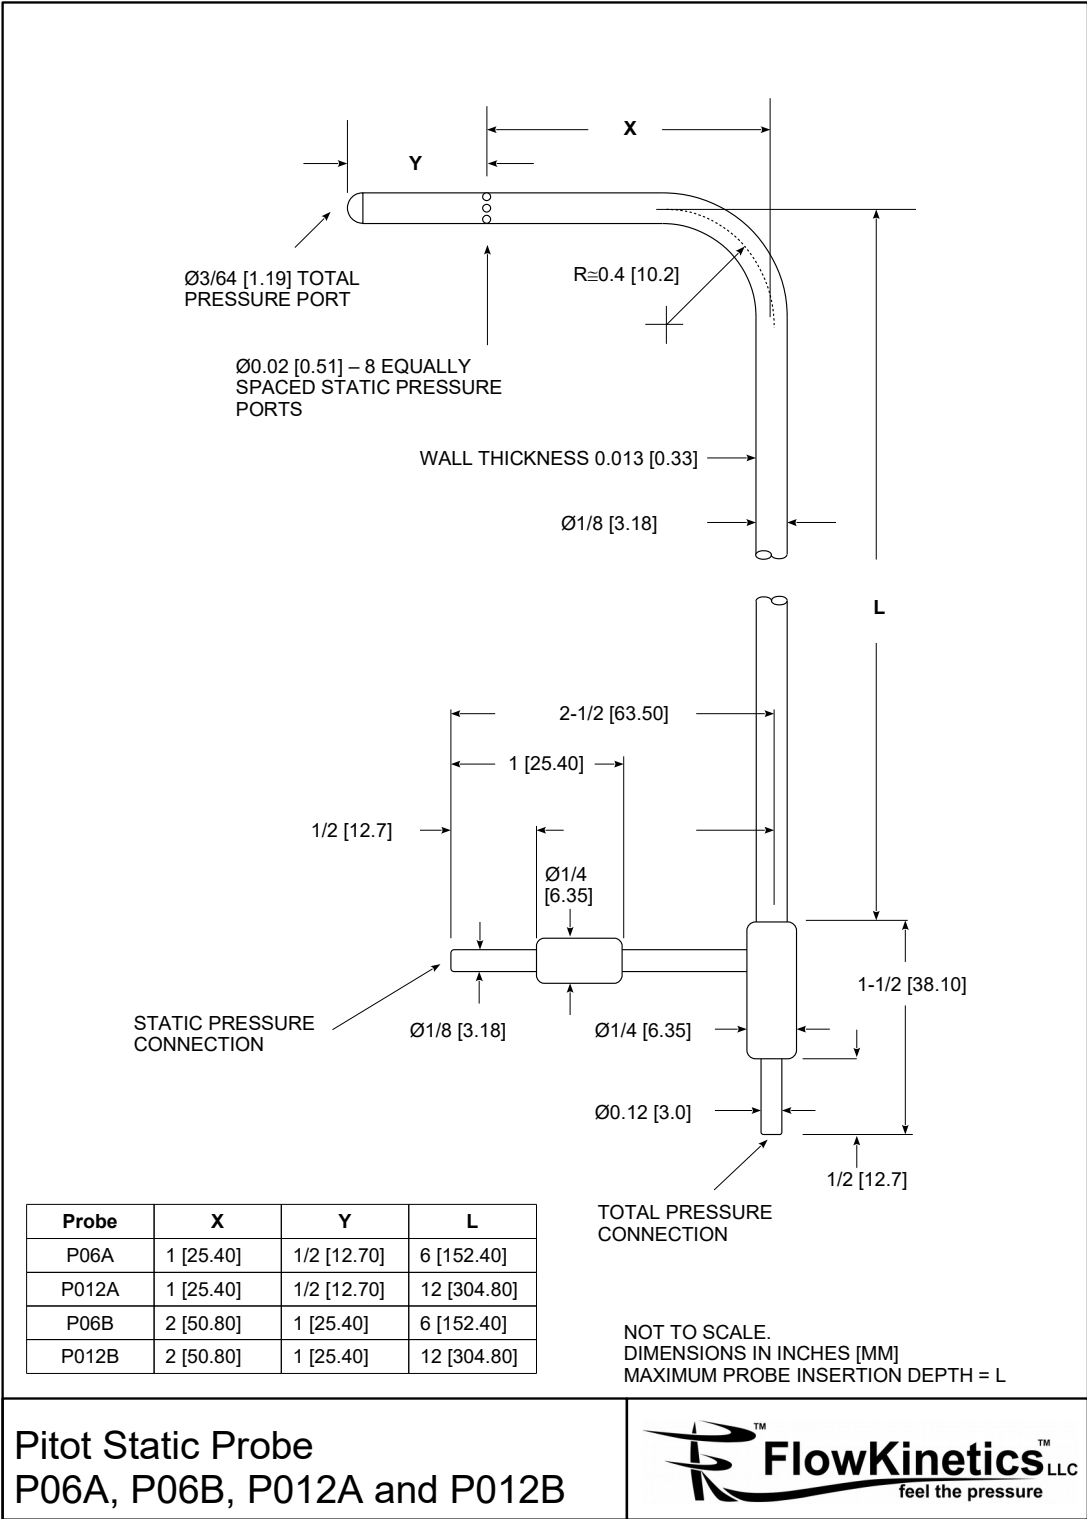 X
Y
Ø3/64 [1.19] TOTAL
PRESSURE PORT
R≅0.4 [10.2]
Ø0.02 [0.51] – 8 EQUALLY
SPACED STATIC PRESSURE
PORTS
WALL THICKNESS 0.013 [0.33]
Ø1/8 [3.18]
L
2-1/2 [63.50]
1 [25.40]
1/2 [12.7]
Ø1/4
[6.35]
1-1/2 [38.10]
STATIC PRESSURE
CONNECTION
Ø1/8 [3.18]
Ø1/4 [6.35]
Ø0.12 [3.0]
1/2 [12.7]
TOTAL PRESSURE
CONNECTION
Probe X Y L
P06A 1 [25.40] 1/2 [12.70] 6 [152.40]
P012A 1 [25.40] 1/2 [12.70] 12 [304.80]
P06B 2 [50.80] 1 [25.40] 6 [152.40]
P012B 2 [50.80] 1 [25.40] 12 [304.80]
NOT TO SCALE.
DIMENSIONS IN INCHES [MM]
MAXIMUM PROBE INSERTION DEPTH = L
Pitot Static Probe
P06A, P06B, P012A and P012B
™
FlowKinetics™ LLC
feel the pressure